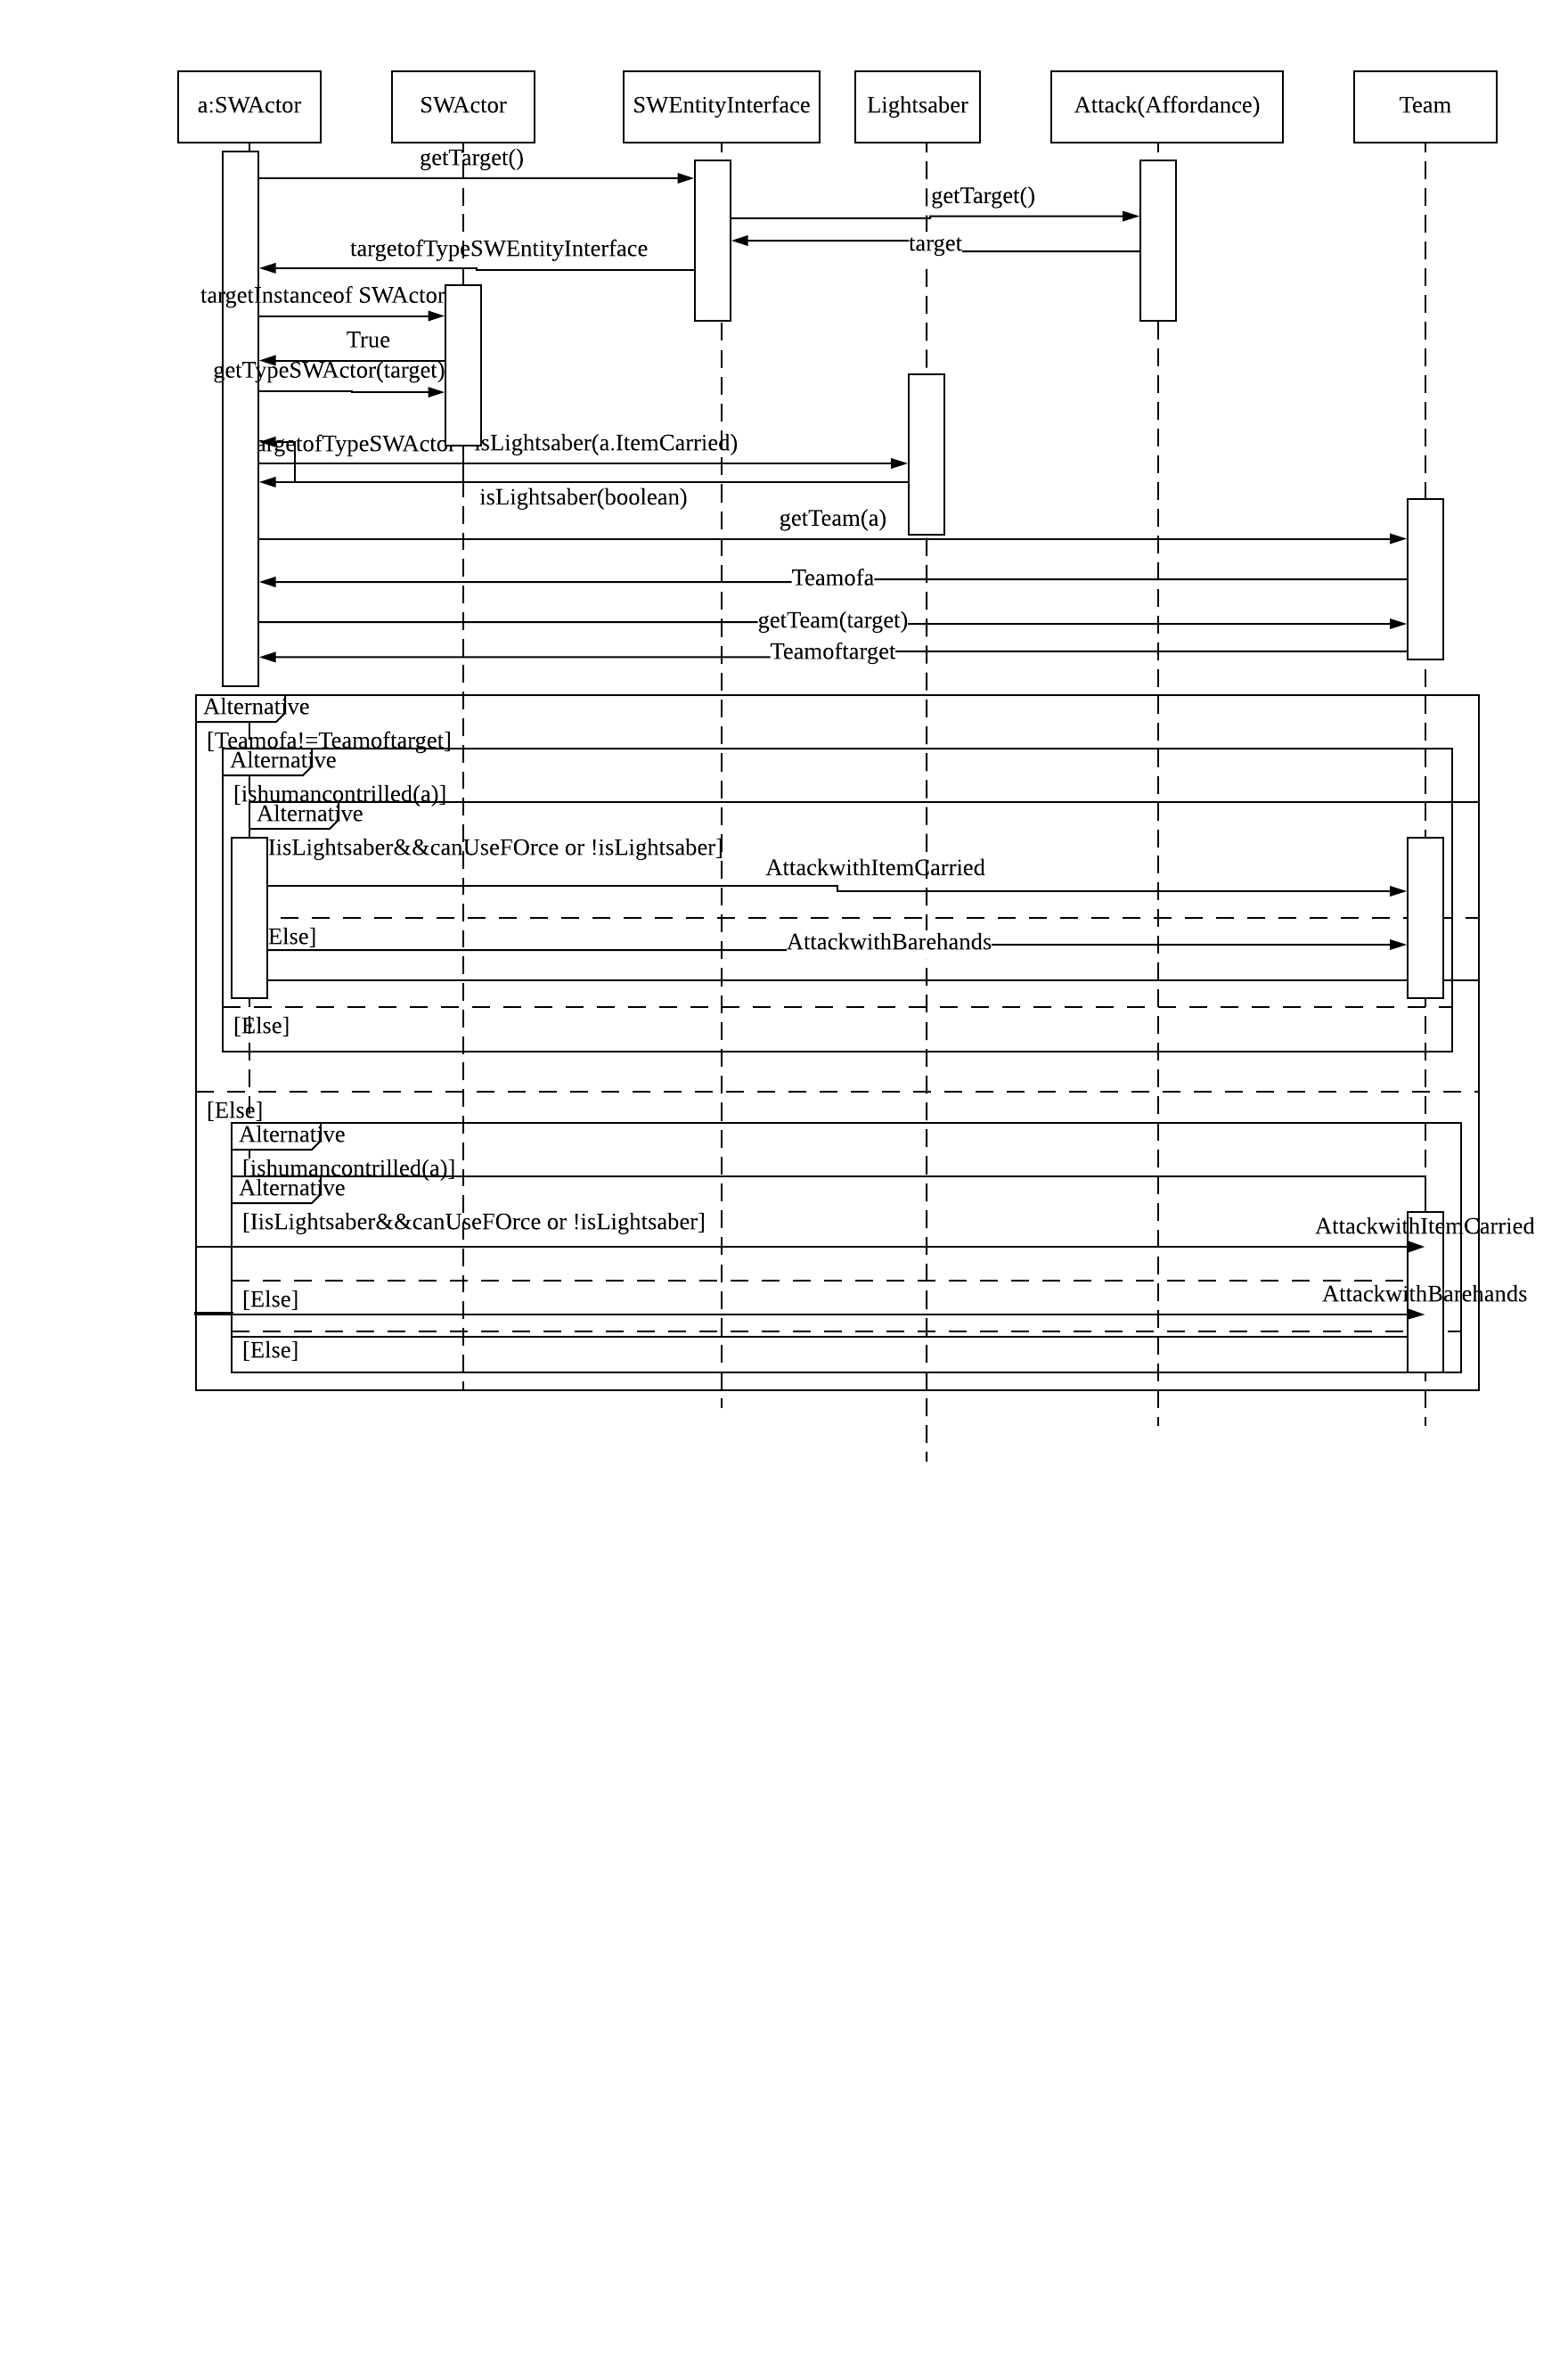 a:SWActor
SWActor
SWEntityInterface
Lightsaber
Attack(Affordance)
Team
getTarget()
getTarget()
target
targetofTypeSWEntityInterface
targetInstanceof SWActor
True
getTypeSWActor(target)
argetofTypeSWActor
isLightsaber(a.ItemCarried)
isLightsaber(boolean)
getTeam(a)
Teamofa
getTeam(target)
Teamoftarget
Alternative
[Teamofa!=Teamoftarget]
Alternative
[ishumancontrilled(a)]
Alternative
IisLightsaber&&canUseFOrce or !isLightsaber]
AttackwithItemCarried
Else]
AttackwithBarehands
[Else]
[Else]
Alternative
[ishumancontrilled(a)]
Alternative
[IisLightsaber&&canUseFOrce or !isLightsaber]
AttackwithItemCarried
[Else]
AttackwithBarehands
[Else]